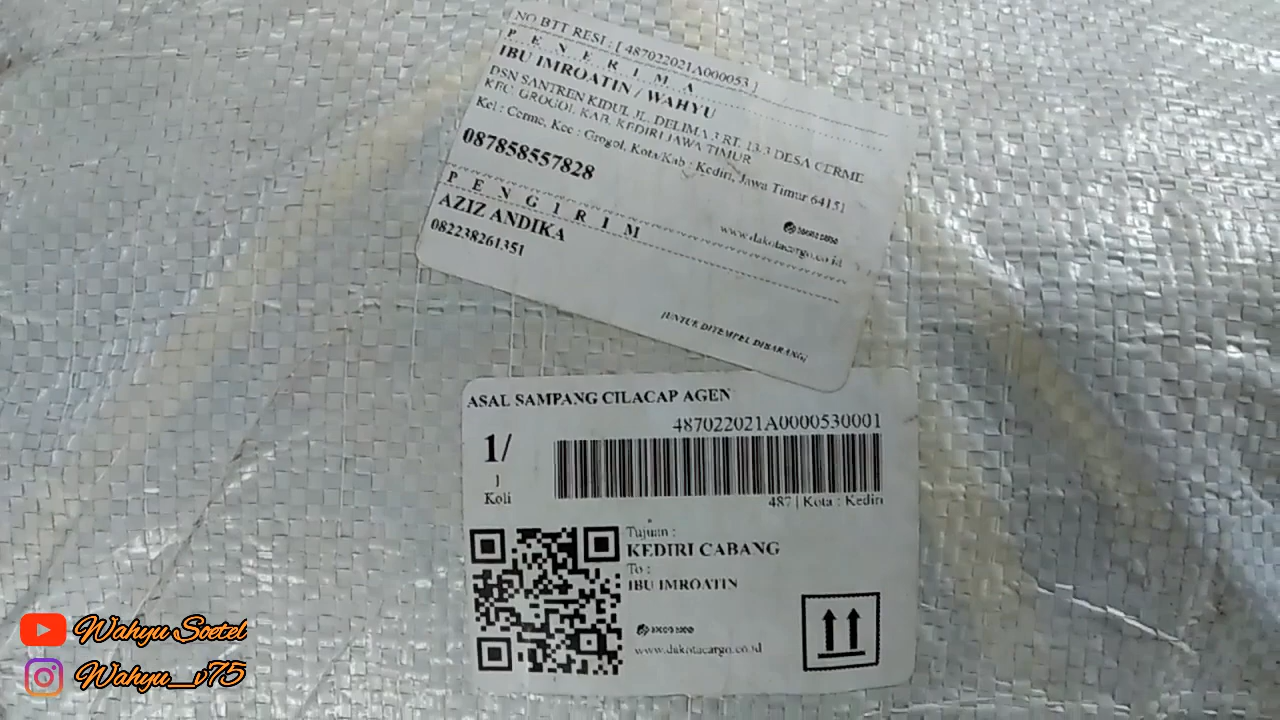 NO BTT RESI : [ 487022021A000053 ]
P E N E R I M A
IBU IMROATIN / WAHYU
DSN SANTREN KIDUL JL. DELIMA 3 RT. 13.3 DESA CERME
KEC. GROGOL KAB. KEDIRI JAWA TIMUR
Kel : Cerme, Kec : Grogol, Kota/Kab : Kediri, Jawa Timur 64151
087858557828
P E N G I R I M
AZIZ ANDIKA
082238261351
www.dakotacargo.co.id
[UNTUK DITEMPEL DIBARANG]
ASAL SAMPANG CILACAP AGEN
487022021A0000530001
1/
1
Koli
487 | Kota : Kediri
Tujuan :
KEDIRI CABANG
To :
IBU IMROATIN
www.dakotacargo.co.id
Wahyu Soetel
Wahyu_v75